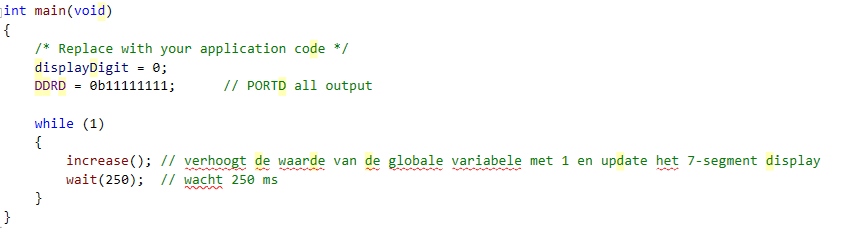 int main(void)
{
    /* Replace with your application code */
    displayDigit = 0;
    DDRD = 0b11111111;      // PORTD all output

    while (1)
    {
        increase(); // verhoogt de waarde van de globale variabele met 1 en update het 7-segment display
        wait(250);  // wacht 250 ms
    }
}